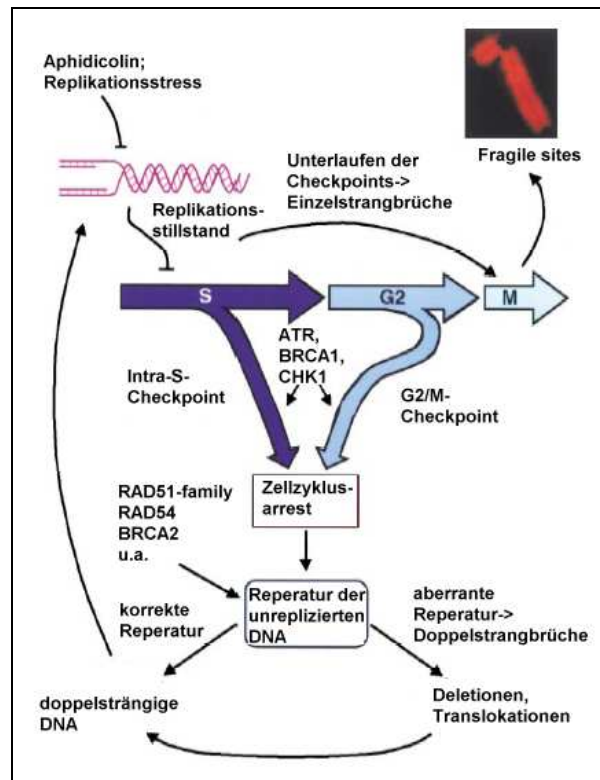 Aphidicolin;
Replikationsstress
Fragile sites
Unterlaufen der
Checkpoints->
Einzelstrangbrüche
Replikations-
stillstand
S
G2
M
ATR,
BRCA1,
CHK1
Intra-S-
Checkpoint
G2/M-
Checkpoint
Zellzyklus-
arrest
RAD51-family
RAD54
BRCA2
u.a.
Reperatur der
unreplizierten
DNA
korrekte
Reperatur
aberrante
Reperatur->
Doppelstrangbrüche
doppelsträngige
DNA
Deletionen,
Translokationen